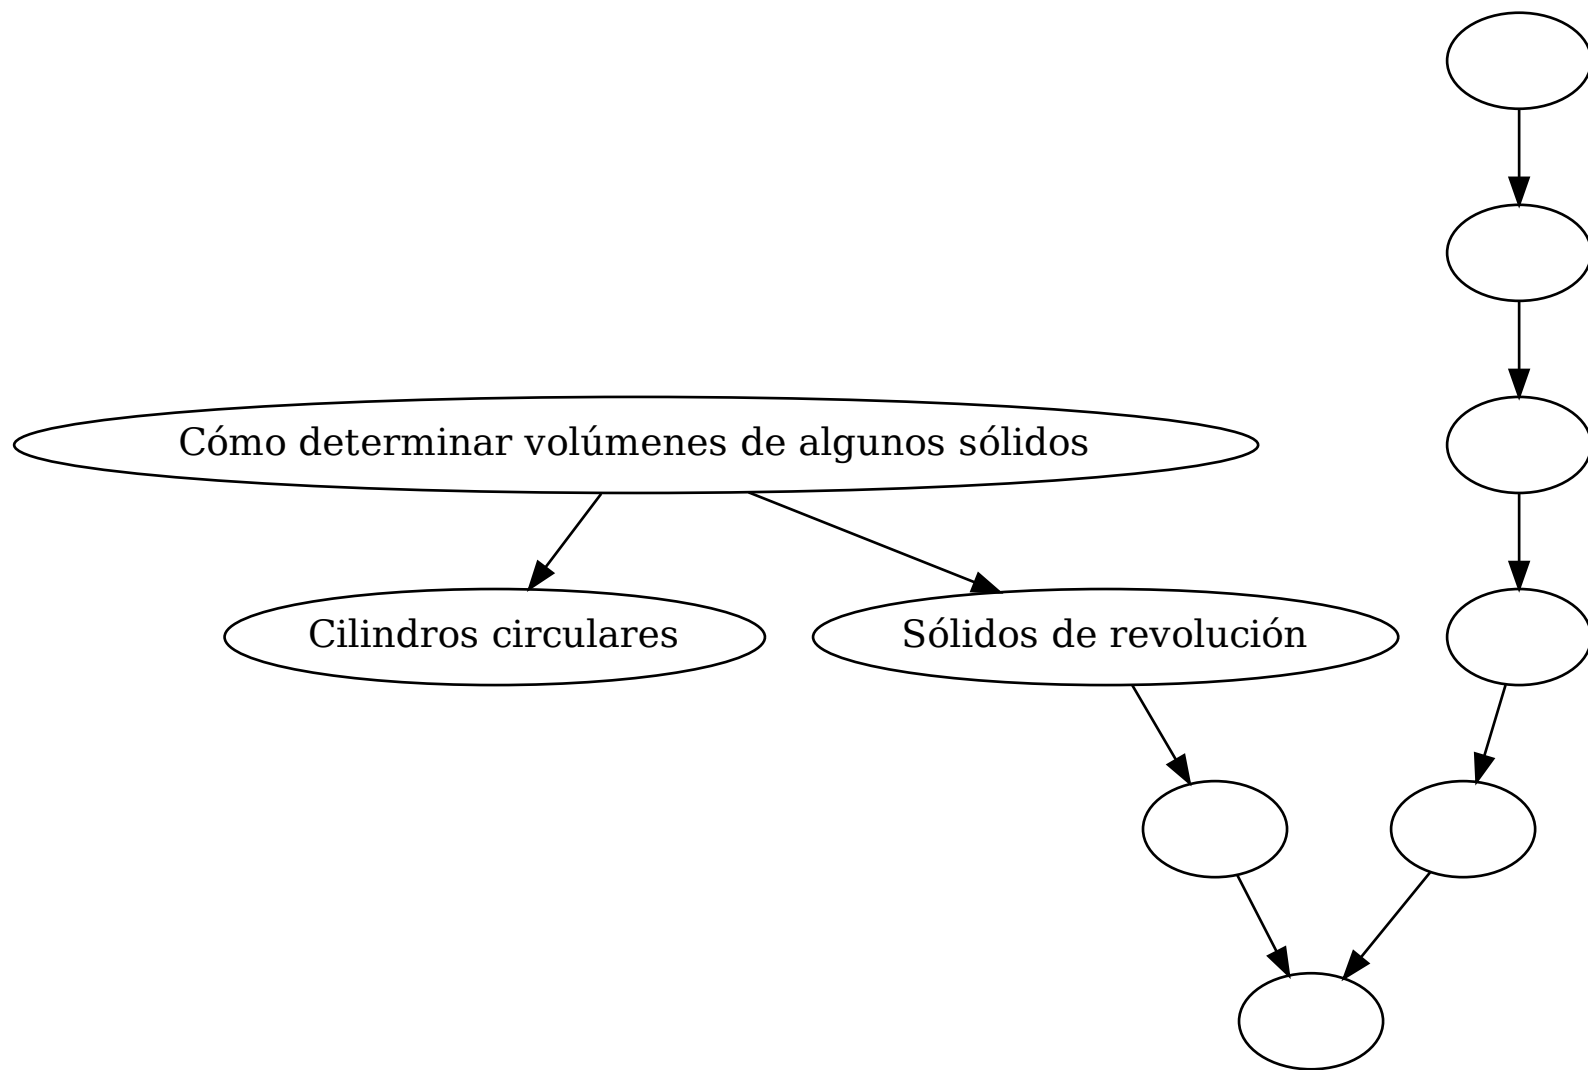 Cómo determinar volúmenes de algunos sólidos
Cilindros circulares
Sólidos de revolución